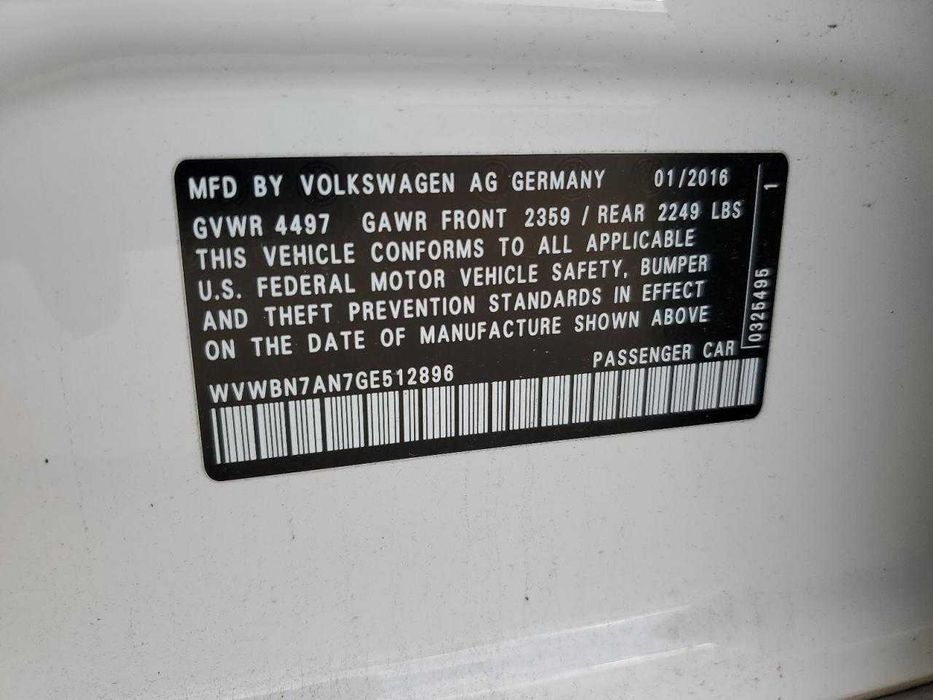 MFD BY VOLKSWAGEN AG GERMANY 01/2016
GVWR 4497 GAWR FRONT 2359 / REAR 2249 LBS
THIS VEHICLE CONFORMS TO ALL APPLICABLE
U.S. FEDERAL MOTOR VEHICLE SAFETY, BUMPER
AND THEFT PREVENTION STANDARDS IN EFFECT
ON THE DATE OF MANUFACTURE SHOWN ABOVE
WVWBN7AN7GE512896 PASSENGER CAR
0325495 1